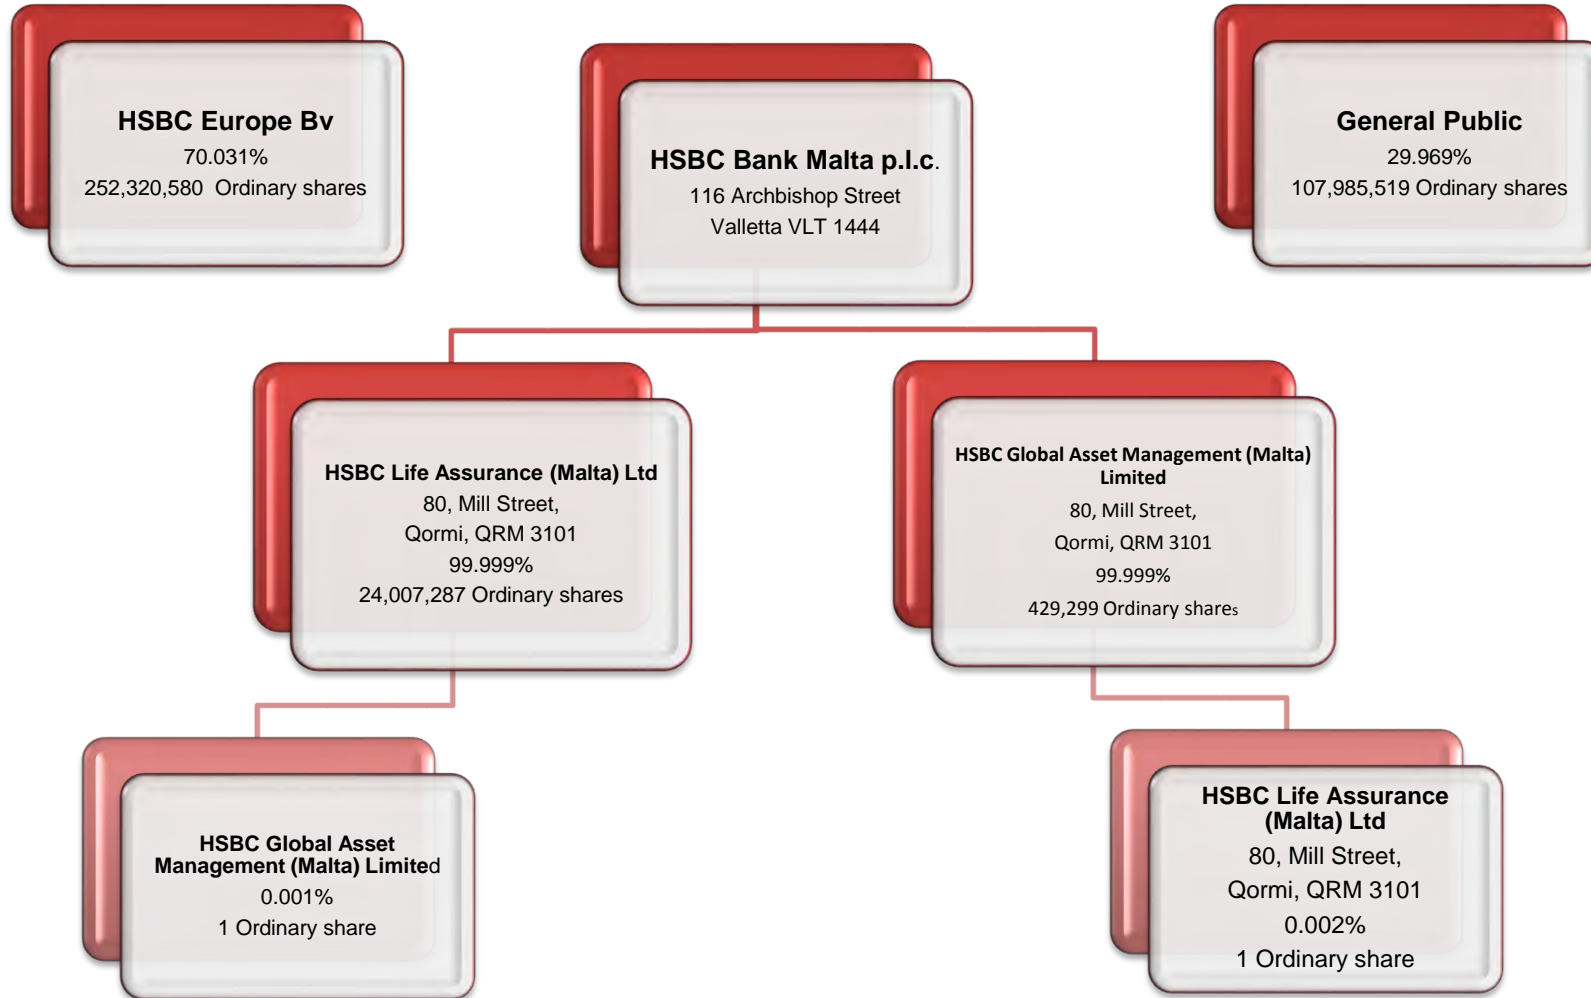 HSBC Europe Bv
70.031%
252,320,580 Ordinary shares
HSBC Bank Malta p.l.c.
116 Archbishop Street
Valletta VLT 1444
General Public
29.969%
107,985,519 Ordinary shares
HSBC Life Assurance (Malta) Ltd
80, Mill Street,
Qormi, QRM 3101
99.999%
24,007,287 Ordinary shares
HSBC Global Asset Management (Malta)
Limited
80, Mill Street,
Qormi, QRM 3101
99.999%
429,299 Ordinary shares
HSBC Global Asset
Management (Malta) Limited
0.001%
1 Ordinary share
HSBC Life Assurance
(Malta) Ltd
80, Mill Street,
Qormi, QRM 3101
0.002%
1 Ordinary share